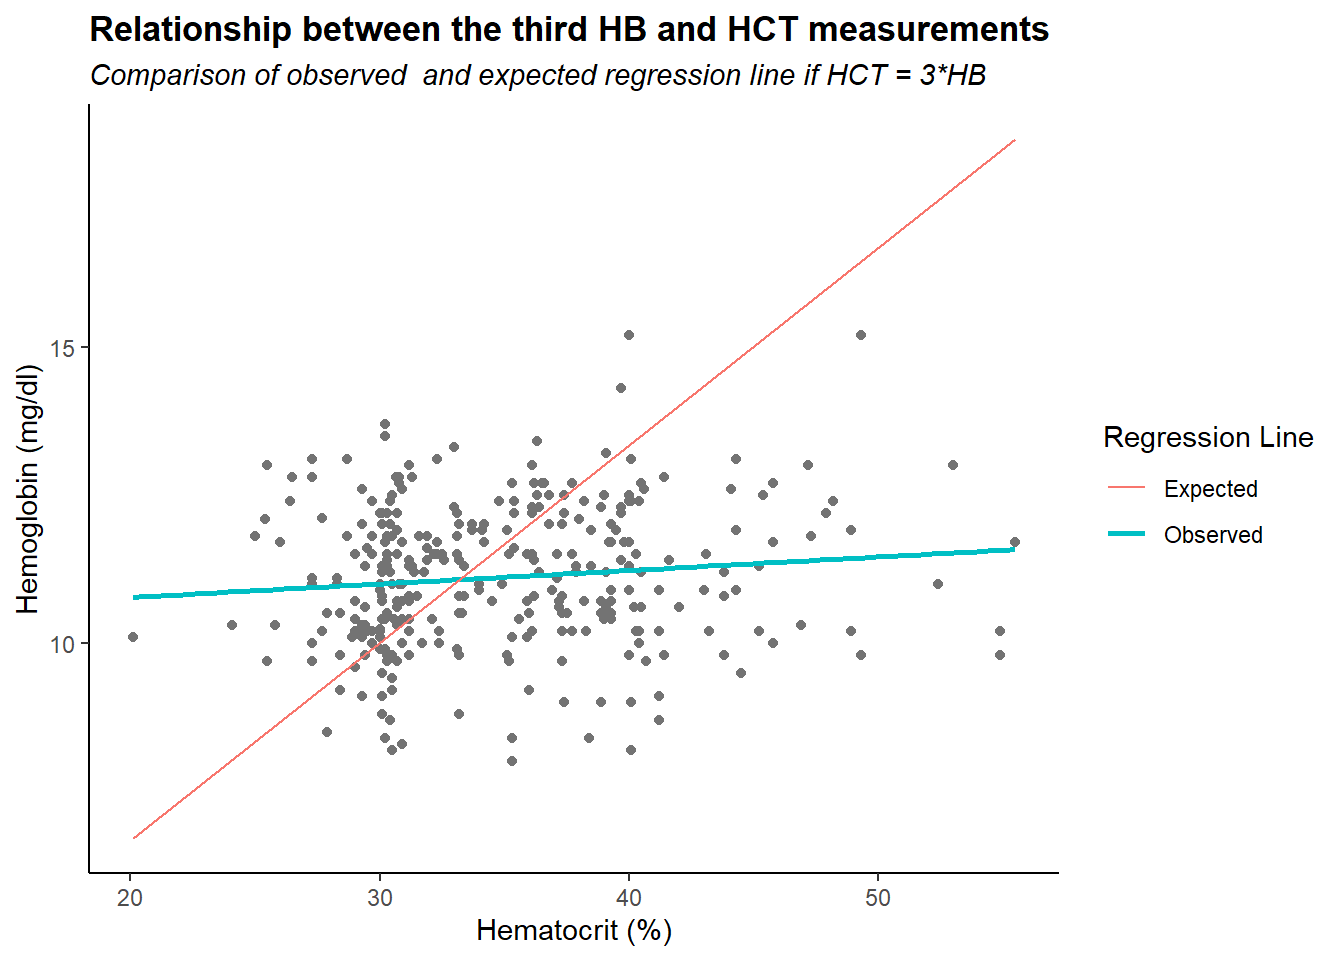 Relationship between the third HB and HCT measurements
Comparison of observed  and expected regression line if HCT = 3*HB
Hemoglobin (mg/dl)
15
10
20
30
40
50
Hematocrit (%)
Regression Line
Expected
Observed